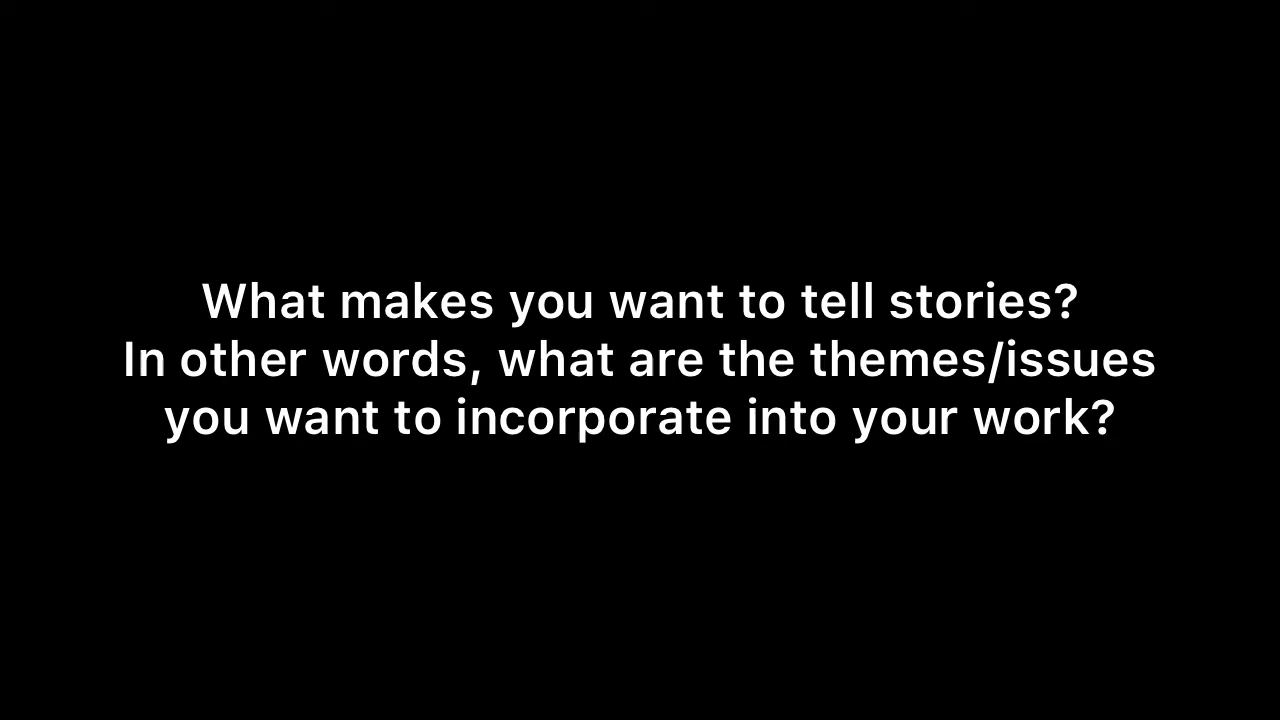 What makes you want to tell stories?
In other words, what are the themes/issues
you want to incorporate into your work?